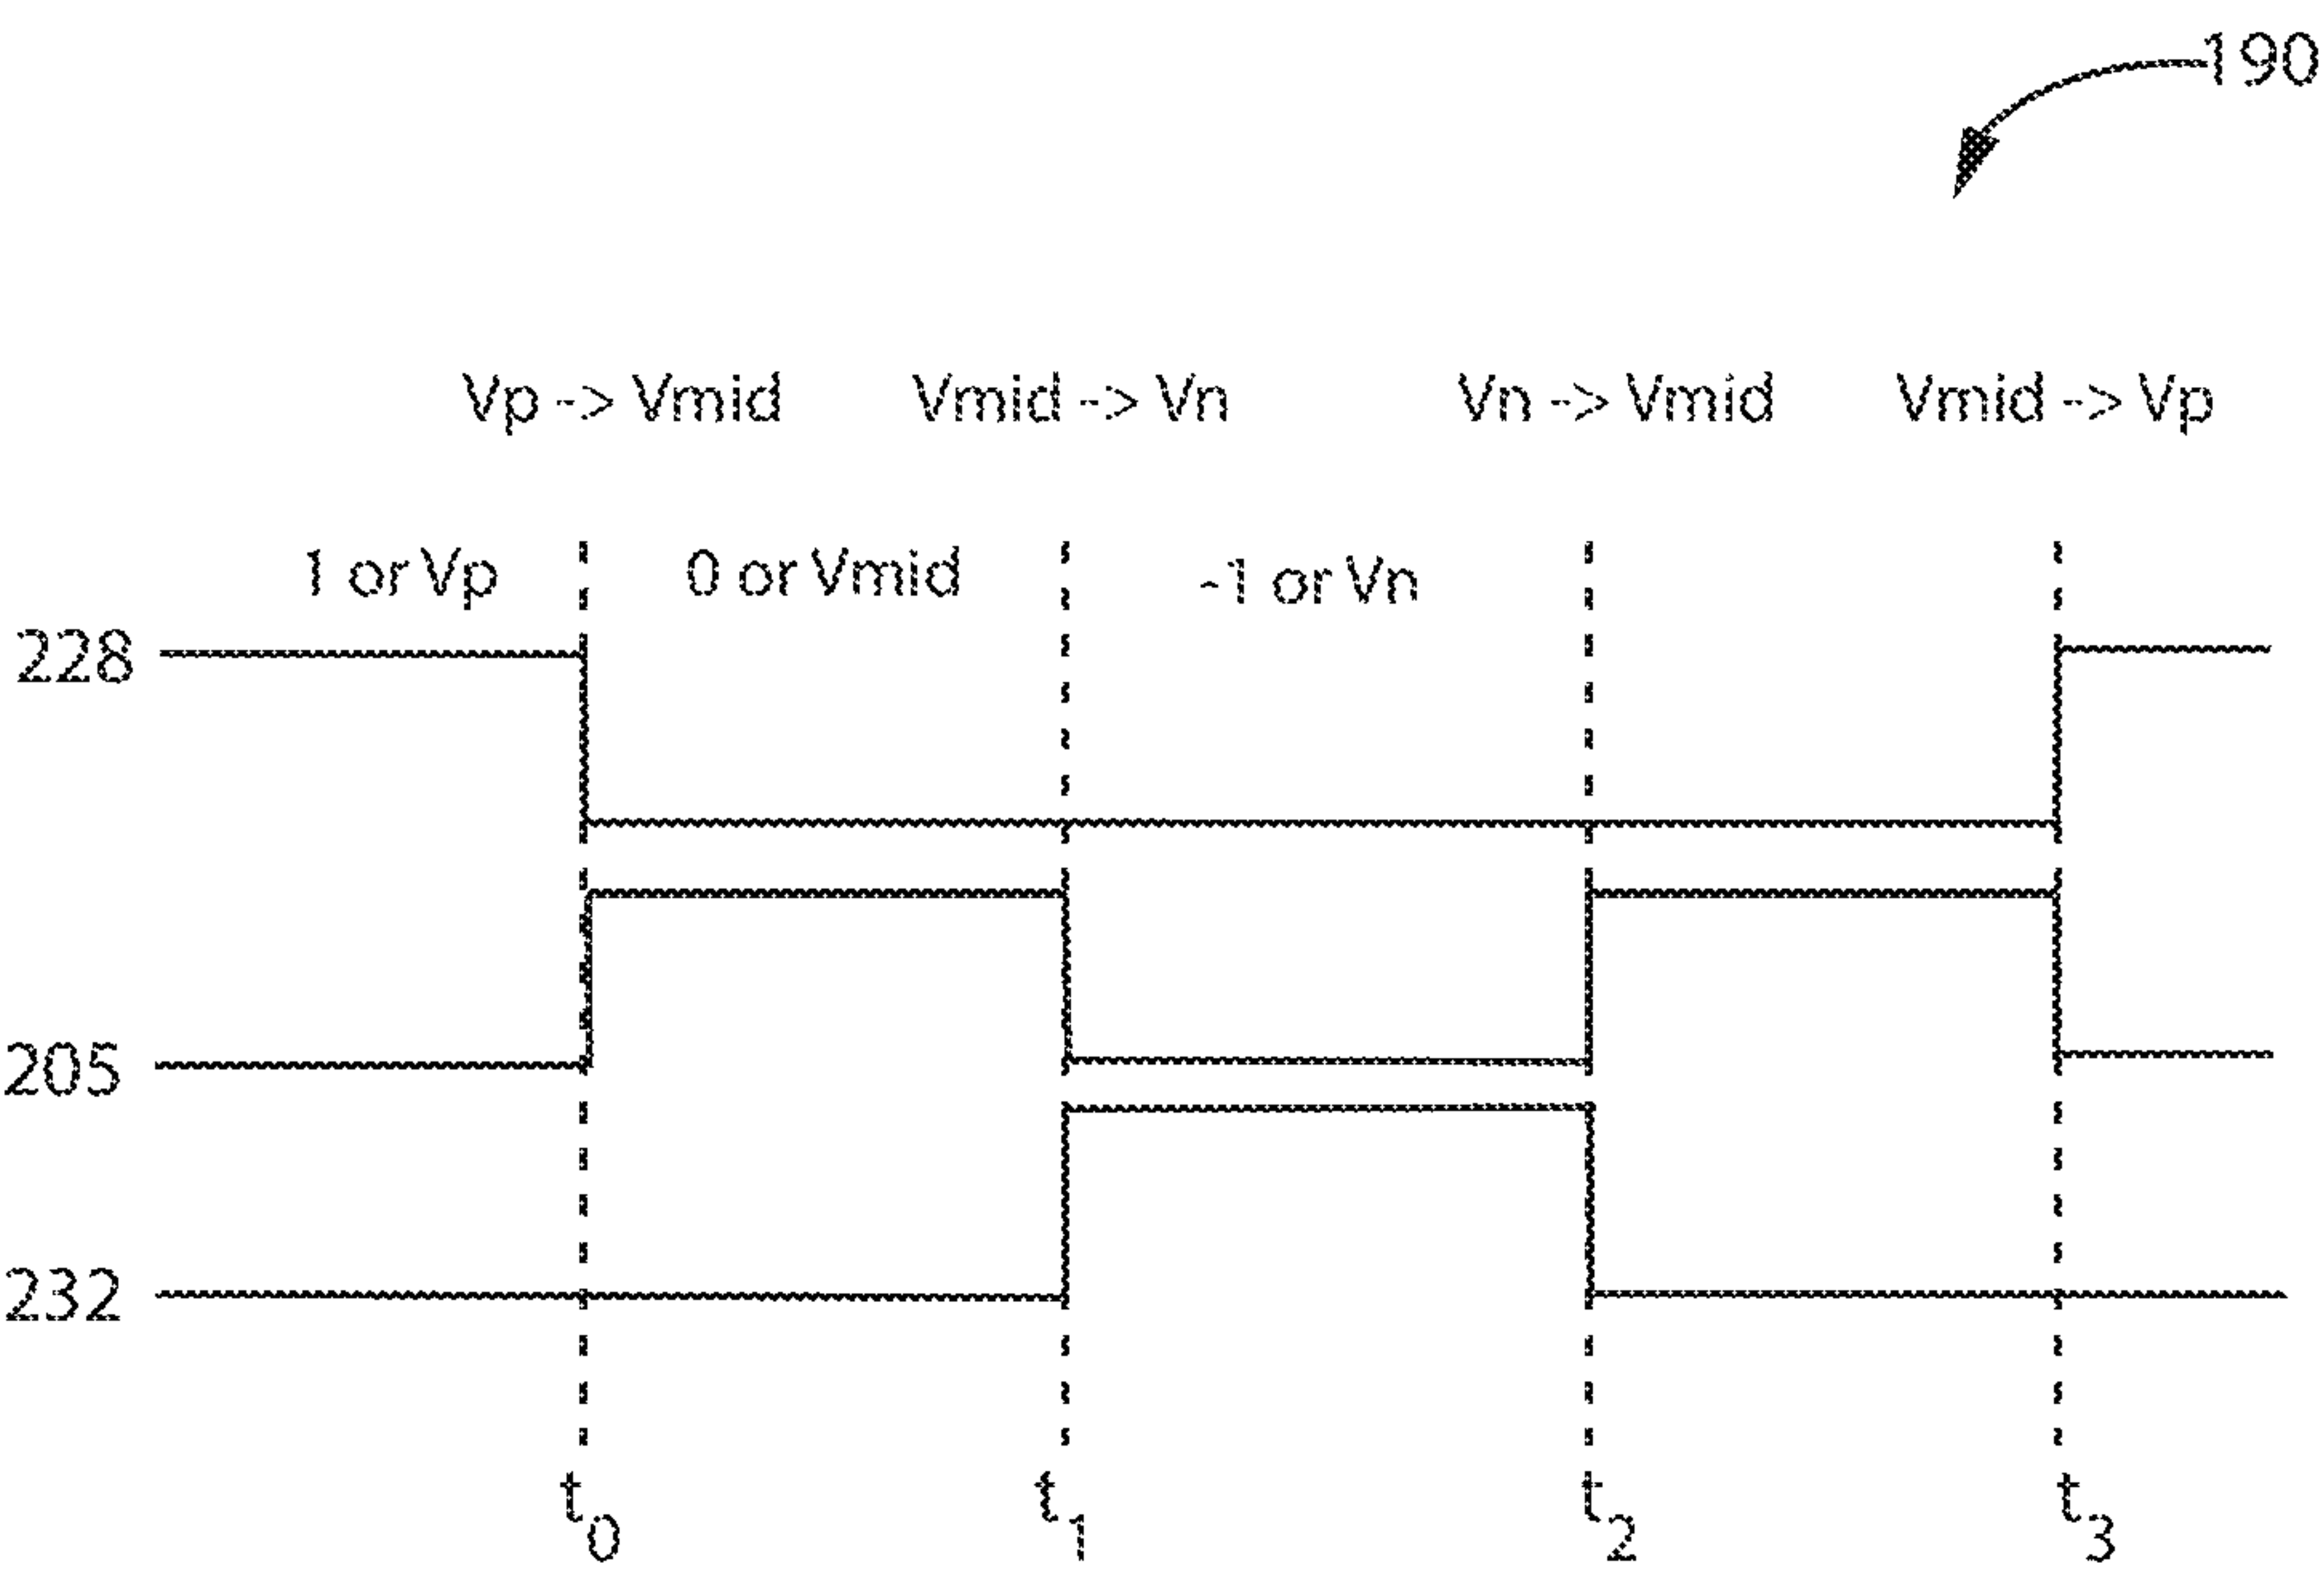 190
Vp -> Vmid Vmid -> Vn Vn -> Vmid Vmid -> Vp
1 or Vp 0 or Vmid -1 or Vn
228
205
232
t0 t1 t2 t3